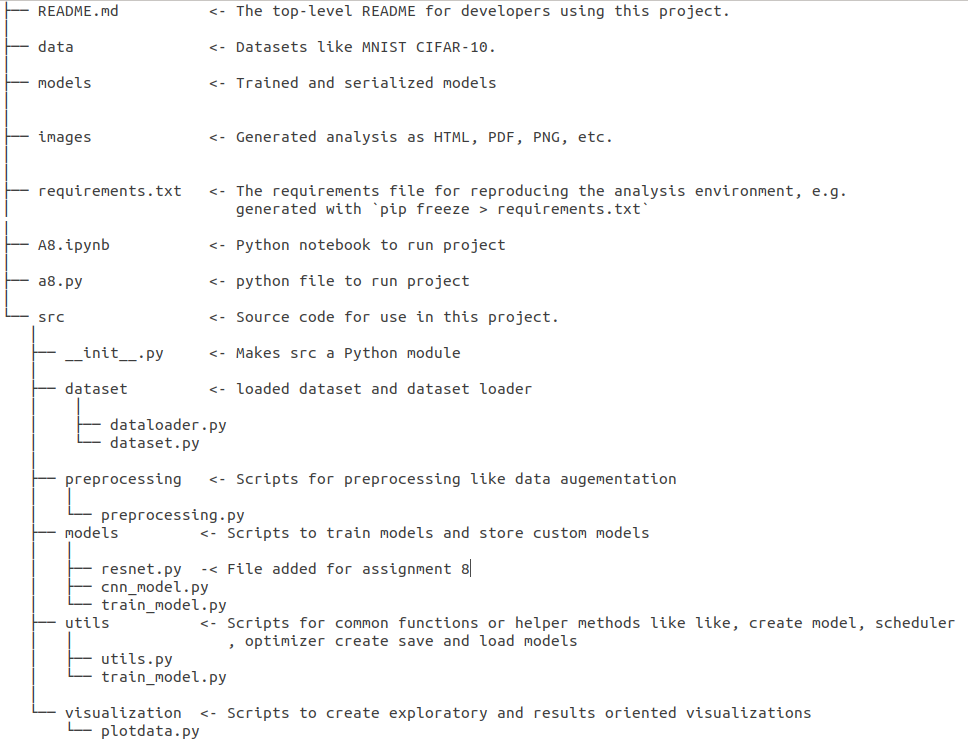 ├── README.md          <- The top-level README for developers using this project.
│
├── data               <- Datasets like MNIST CIFAR-10.
│
├── models             <- Trained and serialized models
│
│
├── images             <- Generated analysis as HTML, PDF, PNG, etc.
│
│
├── requirements.txt   <- The requirements file for reproducing the analysis environment, e.g.
│                         generated with `pip freeze > requirements.txt`
│
├── A8.ipynb           <- Python notebook to run project
│
├── a8.py              <- python file to run project
│
└── src                <- Source code for use in this project.
   │
   ├── __init__.py     <- Makes src a Python module
   │
   ├── dataset         <- loaded dataset and dataset loader
   │    │
   │    ├── dataloader.py
   │    └── dataset.py
   │
   ├── preprocessing   <- Scripts for preprocessing like data augementation
   │   │
   │   └── preprocessing.py
   ├── models         <- Scripts to train models and store custom models
   │   │
   │   ├── resnet.py  -< File added for assignment 8
   │   ├── cnn_model.py
   │   └── train_model.py
   ├── utils          <- Scripts for common functions or helper methods like like, create model, scheduler
   │   │                 , optimizer create save and load models
   │   ├── utils.py
   │   └── train_model.py
   │
   └── visualization  <- Scripts to create exploratory and results oriented visualizations
       └── plotdata.py